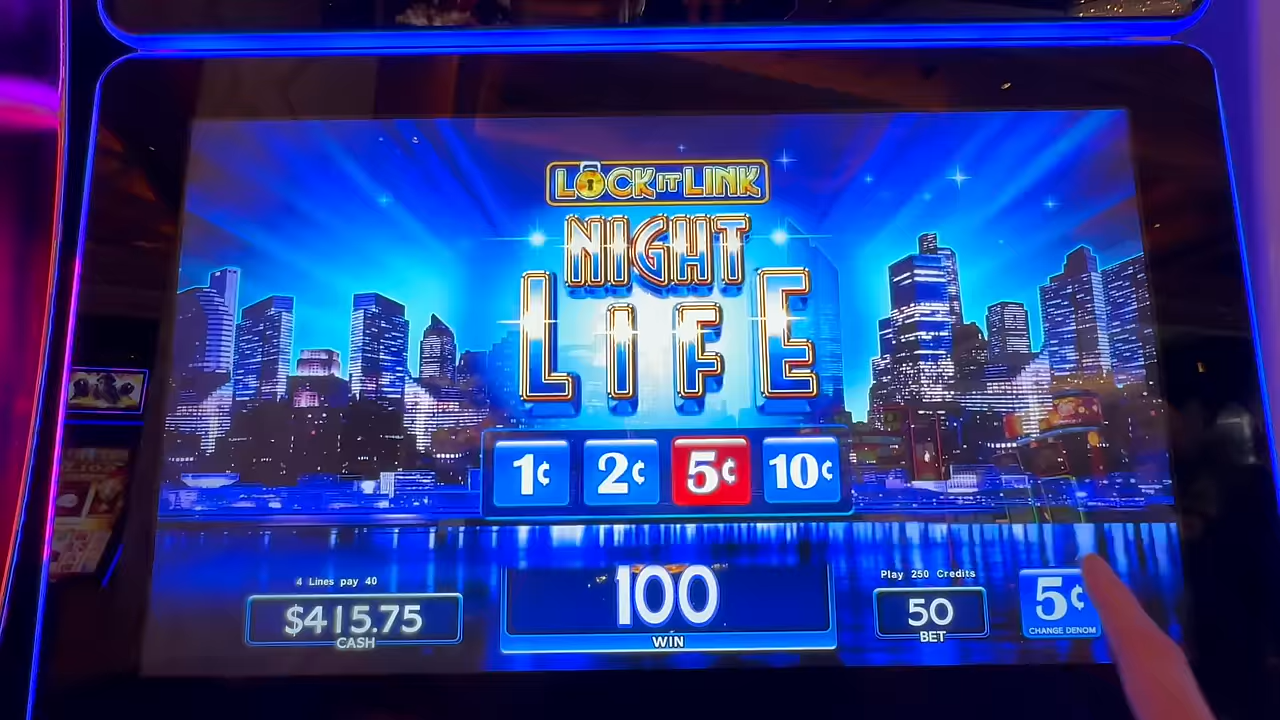 LOCK IT LINK
NIGHT
LIFE
1¢ 2¢ 5¢ 10¢
4 Lines pay 40
$415.75
CASH
100
WIN
Play 250 Credits
50
BET
5¢
CHANGE DENOM